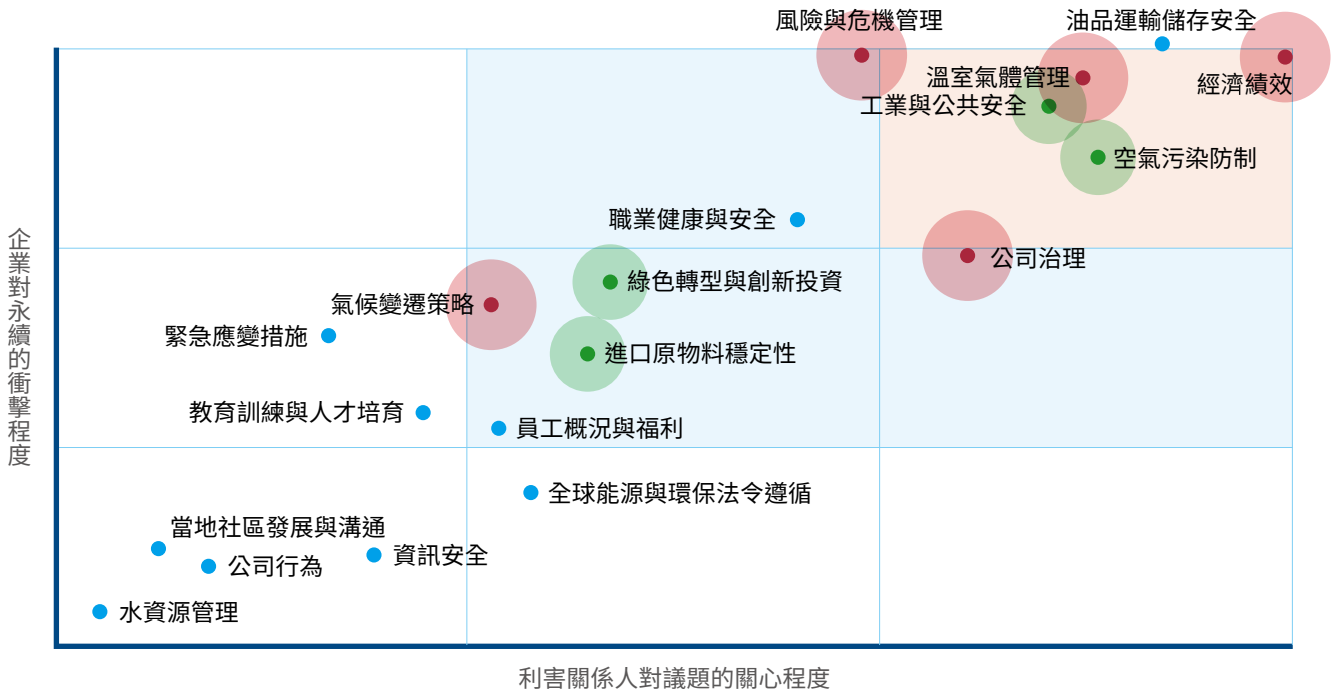 風險與危機管理
油品運輸儲存安全
溫室氣體管理
經濟績效
工業與公共安全
空氣污染防制
職業健康與安全
公司治理
綠色轉型與創新投資
氣候變遷策略
緊急應變措施
進口原物料穩定性
教育訓練與人才培育
員工概況與福利
全球能源與環保法令遵循
當地社區發展與溝通
資訊安全
公司行為
水資源管理
企業對永續的衝擊程度
利害關係人對議題的關心程度